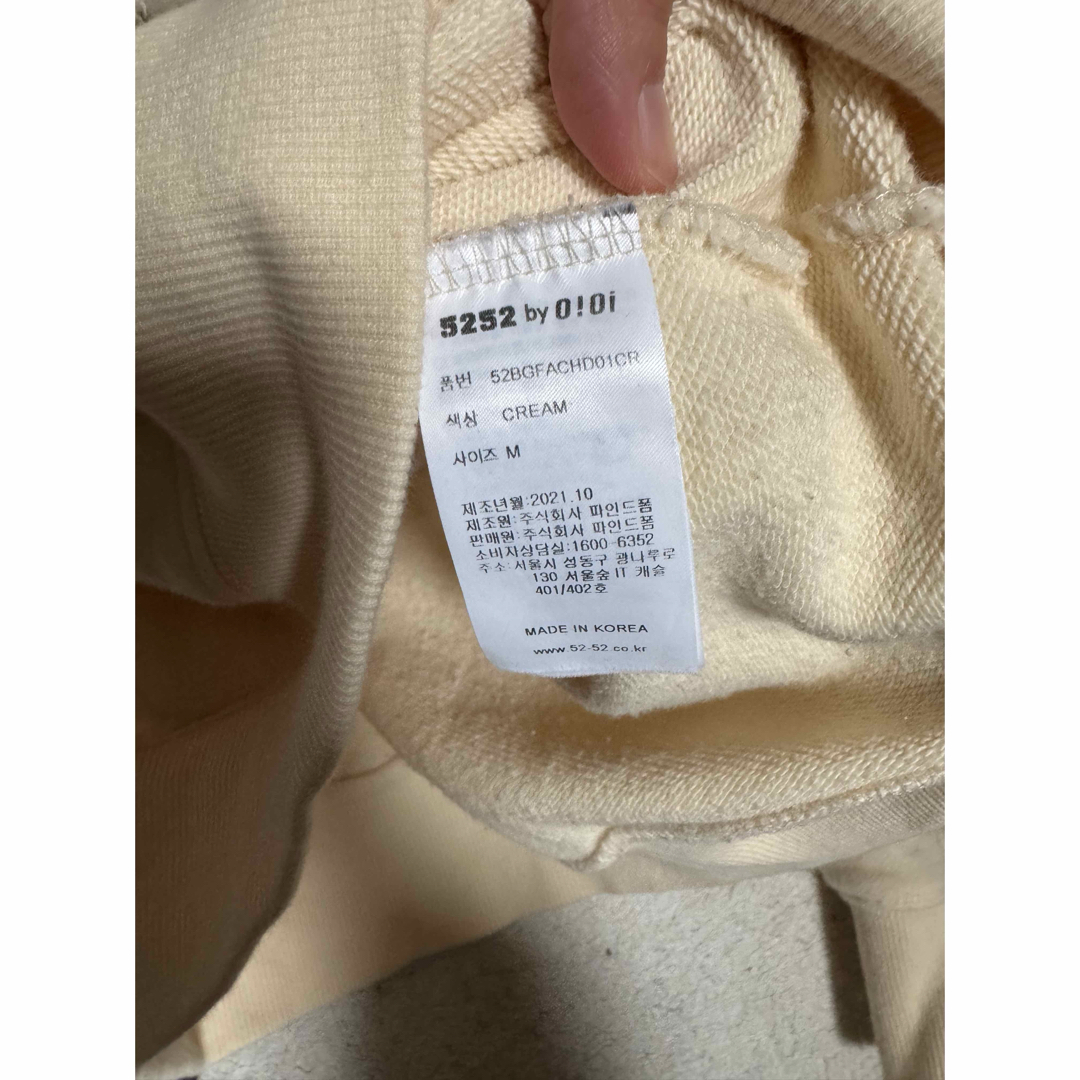 5252 by O!Oi
품번 52BGFACHD01CR
색상 CREAM
사이즈 M
제조년월:2021.10
제조원:주식회사 파인드폼
판매원:주식회사 파인드폼
소비자상담실:1600-6352
주소:서울시 성동구 광나루로
130 서울숲 IT 캐슬
401/402호
MADE IN KOREA
www.52-52.co.kr